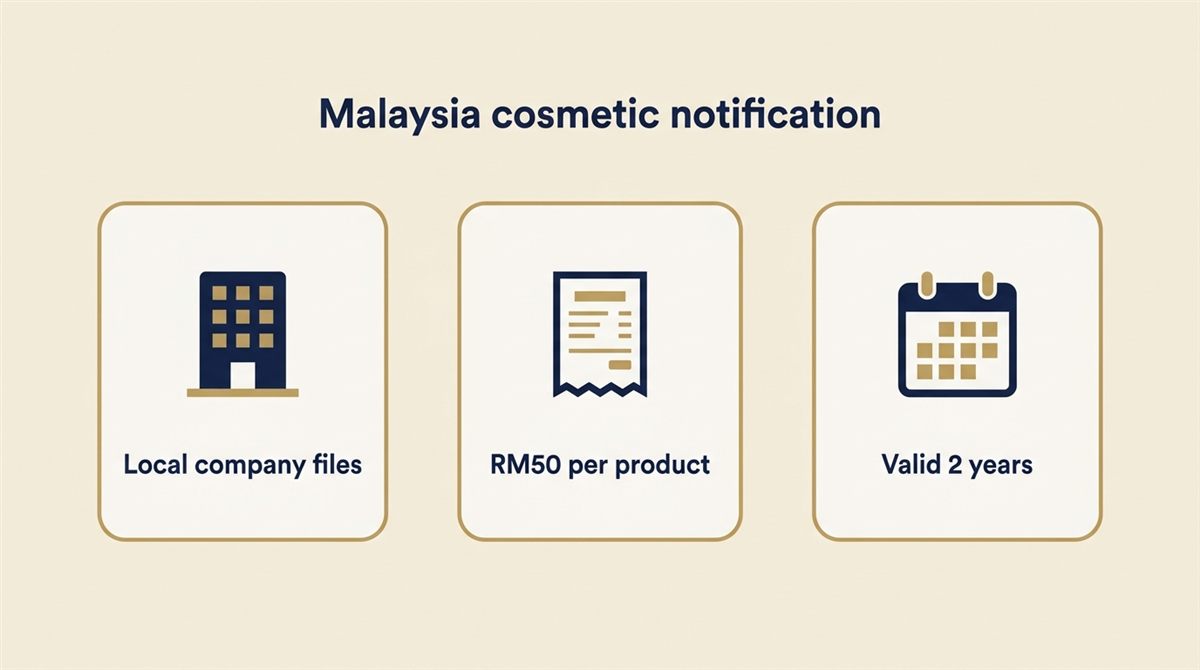 Malaysia cosmetic notification
Local company files
RM50 per product
Valid 2 years